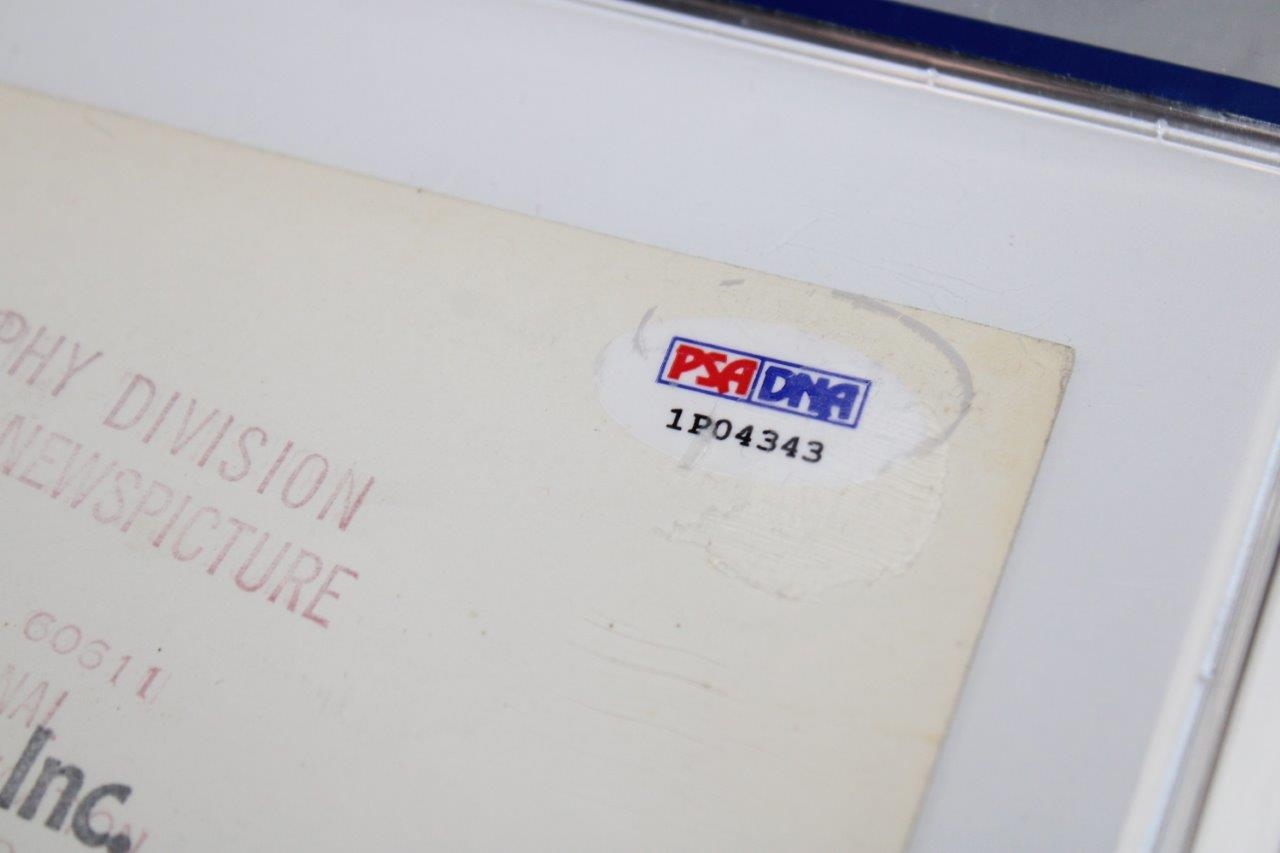 PHY DIVISION
NEWSPICTURE
60611
Inc.
PSA DNA
1P04343